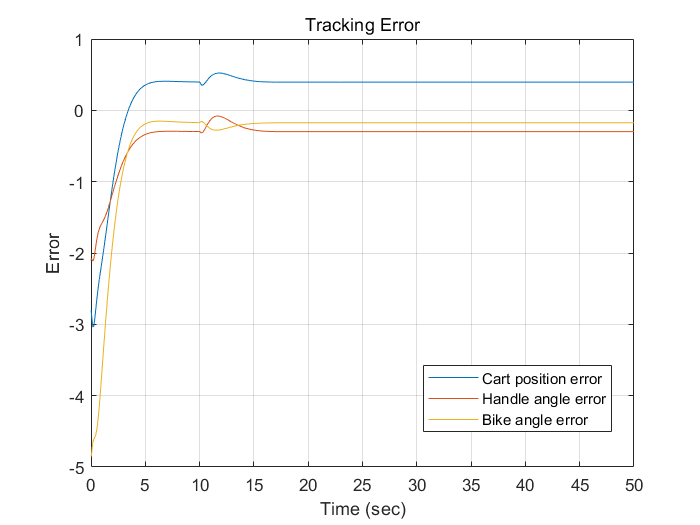 Tracking Error
1
0
-1
-2
-3
-4
-5
Error
Cart position error
Handle angle error
Bike angle error
0 5 10 15 20 25 30 35 40 45 50
Time (sec)